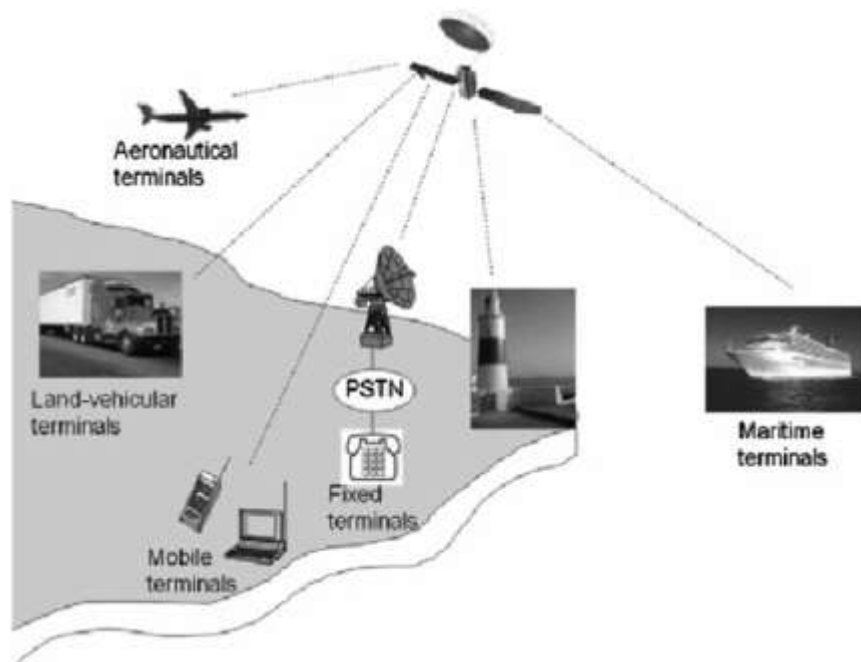 Aeronautical
terminals
Land-vehicular
terminals
PSTN
Fixed
terminals
Mobile
terminals
Maritime
terminals